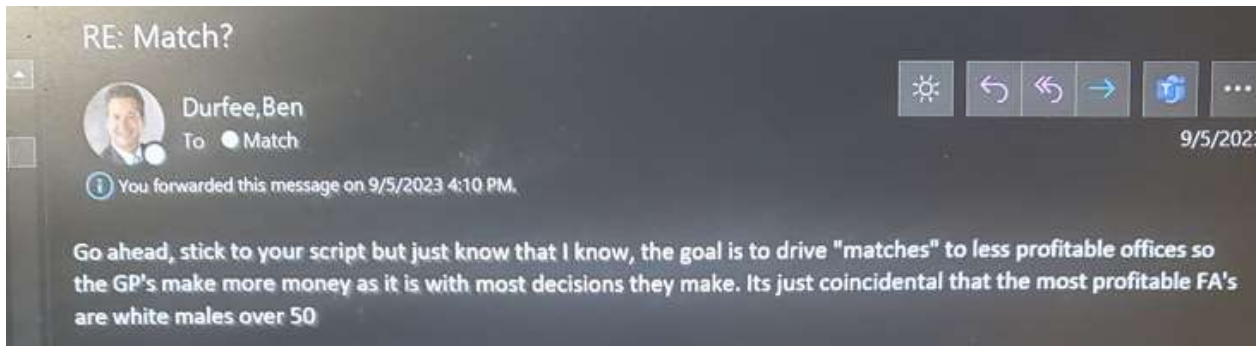 RE: Match?
Durfee,Ben
To Match
9/5/202
You forwarded this message on 9/5/2023 4:10 PM.
Go ahead, stick to your script but just know that I know, the goal is to drive "matches" to less profitable offices so
the GP's make more money as it is with most decisions they make. Its just coincidental that the most profitable FA's
are white males over 50